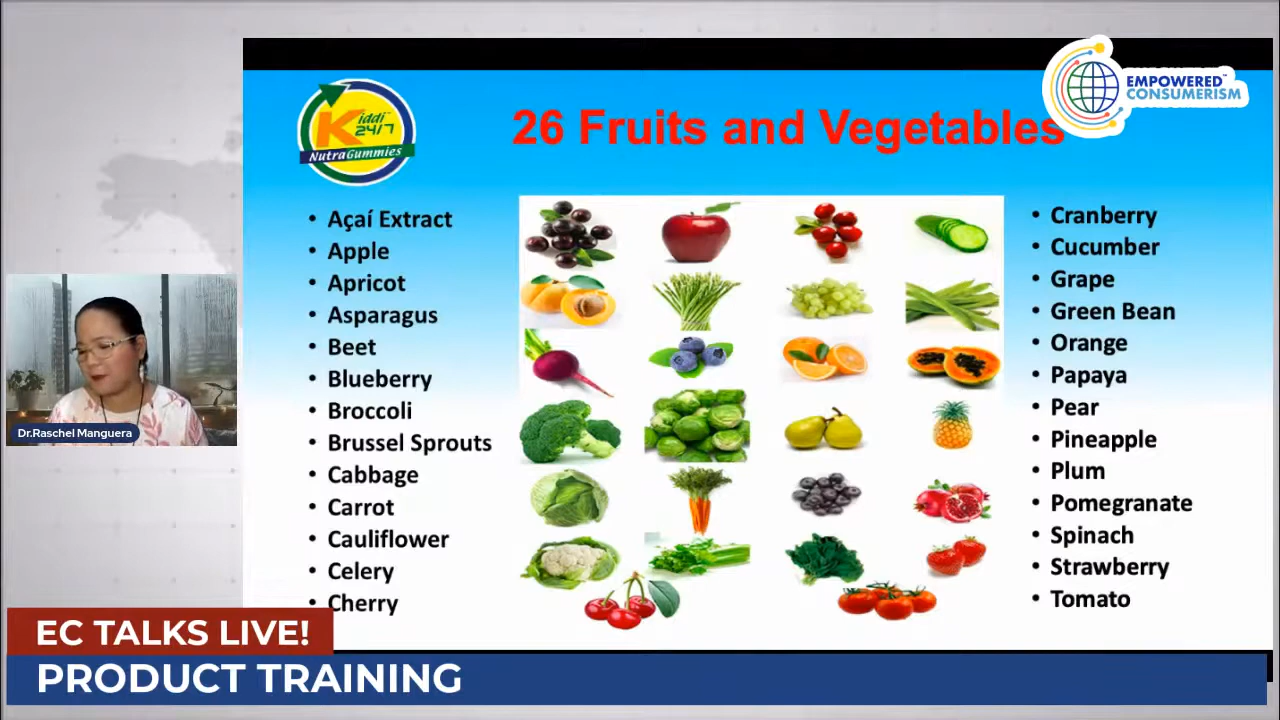 EMPOWERED™
CONSUMERISM
Kiddi™
24/7
NutraGummies
26 Fruits and Vegetables
• Açaí Extract
• Apple
• Apricot
• Asparagus
• Beet
• Blueberry
• Broccoli
• Brussel Sprouts
• Cabbage
• Carrot
• Cauliflower
• Celery
• Cherry
• Cranberry
• Cucumber
• Grape
• Green Bean
• Orange
• Papaya
• Pear
• Pineapple
• Plum
• Pomegranate
• Spinach
• Strawberry
• Tomato
Dr.Raschel Manguera
EC TALKS LIVE!
PRODUCT TRAINING